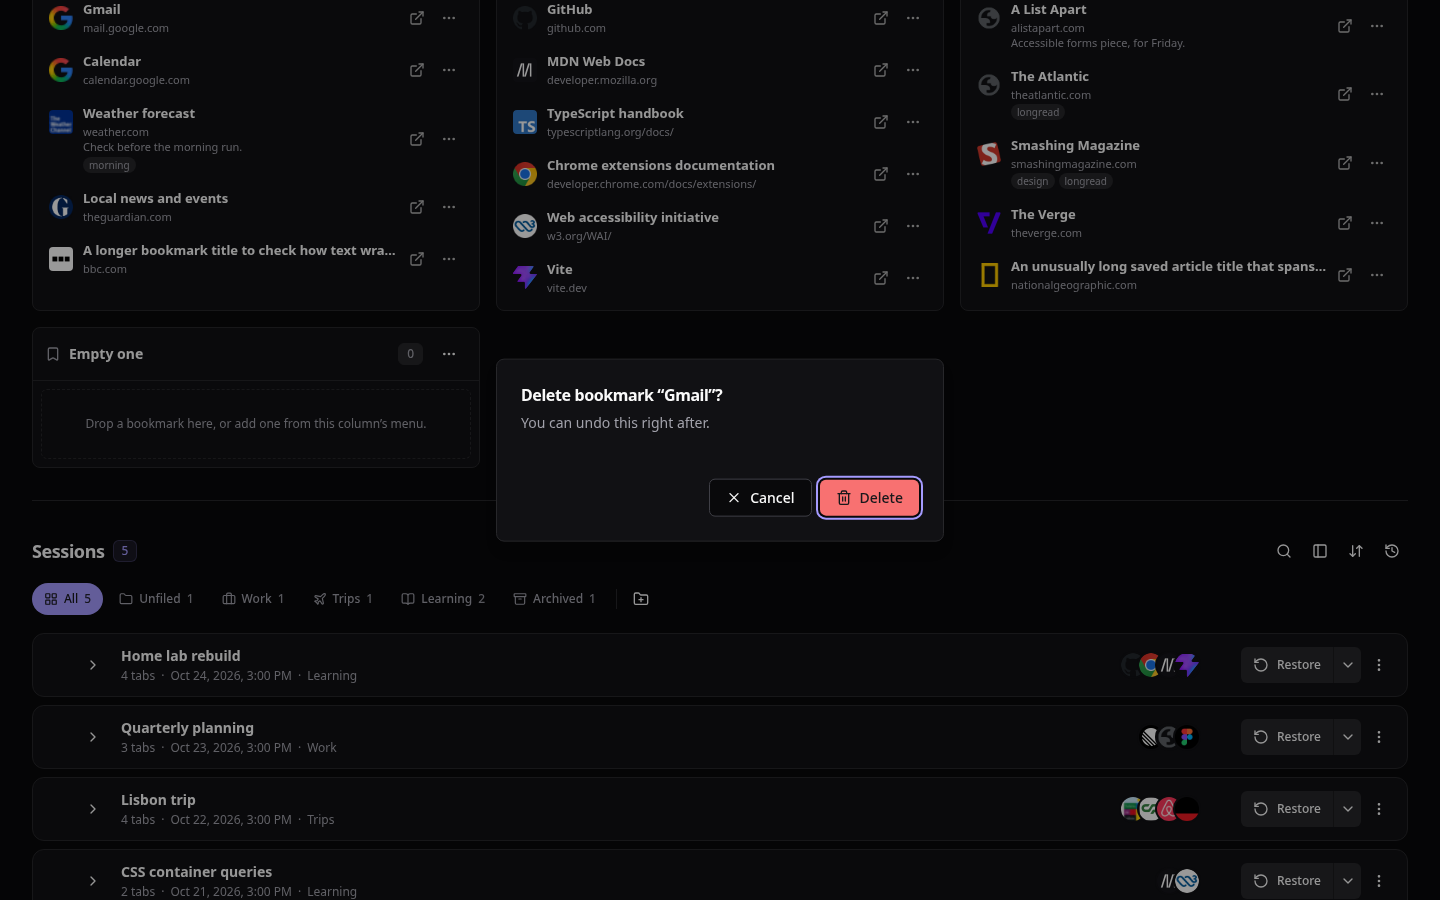 Gmail
mail.google.com
Calendar
calendar.google.com
Weather forecast
weather.com
Check before the morning run.
morning
Local news and events
theguardian.com
A longer bookmark title to check how text wra...
bbc.com
GitHub
github.com
MDN Web Docs
developer.mozilla.org
TypeScript handbook
typescriptlang.org/docs/
Chrome extensions documentation
developer.chrome.com/docs/extensions/
Web accessibility initiative
w3.org/WAI/
Vite
vite.dev
A List Apart
alistapart.com
Accessible forms piece, for Friday.
The Atlantic
theatlantic.com
longread
Smashing Magazine
smashingmagazine.com
design longread
The Verge
theverge.com
An unusually long saved article title that spans...
nationalgeographic.com
Empty one 0
Drop a bookmark here, or add one from this column’s menu.
Delete bookmark “Gmail”?
You can undo this right after.
Cancel Delete
Sessions 5
All 5 Unfiled 1 Work 1 Trips 1 Learning 2 Archived 1
Home lab rebuild
4 tabs · Oct 24, 2026, 3:00 PM · Learning
Restore
Quarterly planning
3 tabs · Oct 23, 2026, 3:00 PM · Work
Restore
Lisbon trip
4 tabs · Oct 22, 2026, 3:00 PM · Trips
Restore
CSS container queries
2 tabs · Oct 21, 2026, 3:00 PM · Learning
Restore